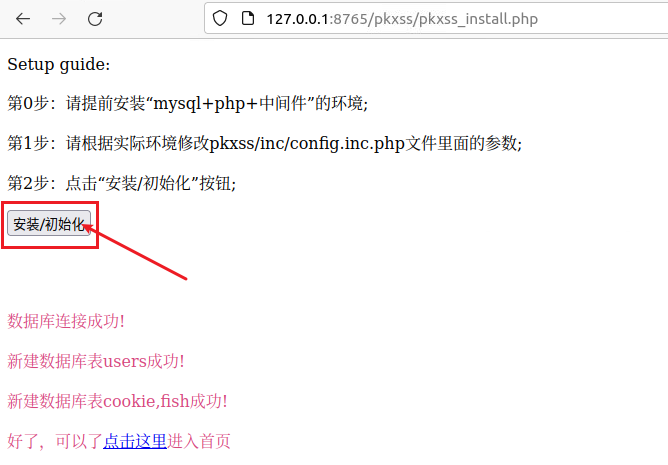 127.0.0.1:8765/pkxss/pkxss_install.php
Setup guide:
第0步：请提前安装“mysql+php+中间件”的环境;
第1步：请根据实际环境修改pkxss/inc/config.inc.php文件里面的参数;
第2步：点击“安装/初始化”按钮;
安装/初始化
数据库连接成功!
新建数据库表users成功!
新建数据库表cookie,fish成功!
好了，可以了点击这里进入首页